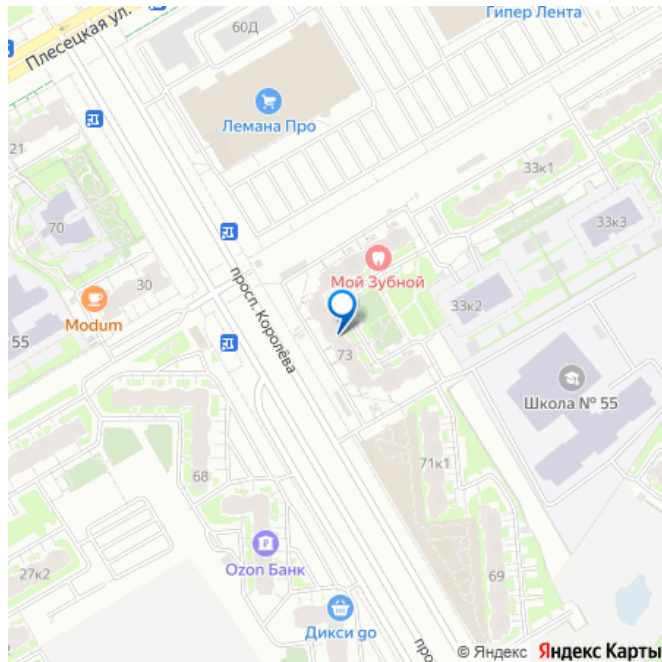 Гипер Лента
60Д
Плесецкая ул.
Лемана Про
21
33к1
70
33к3
Мой Зубной
30
просп. Королёва
33к2
Modum
55
73
Школа № 55
71к1
68
Ozon Банк
27к2
69
Дикси go
про
© Яндекс Яндекс Карты